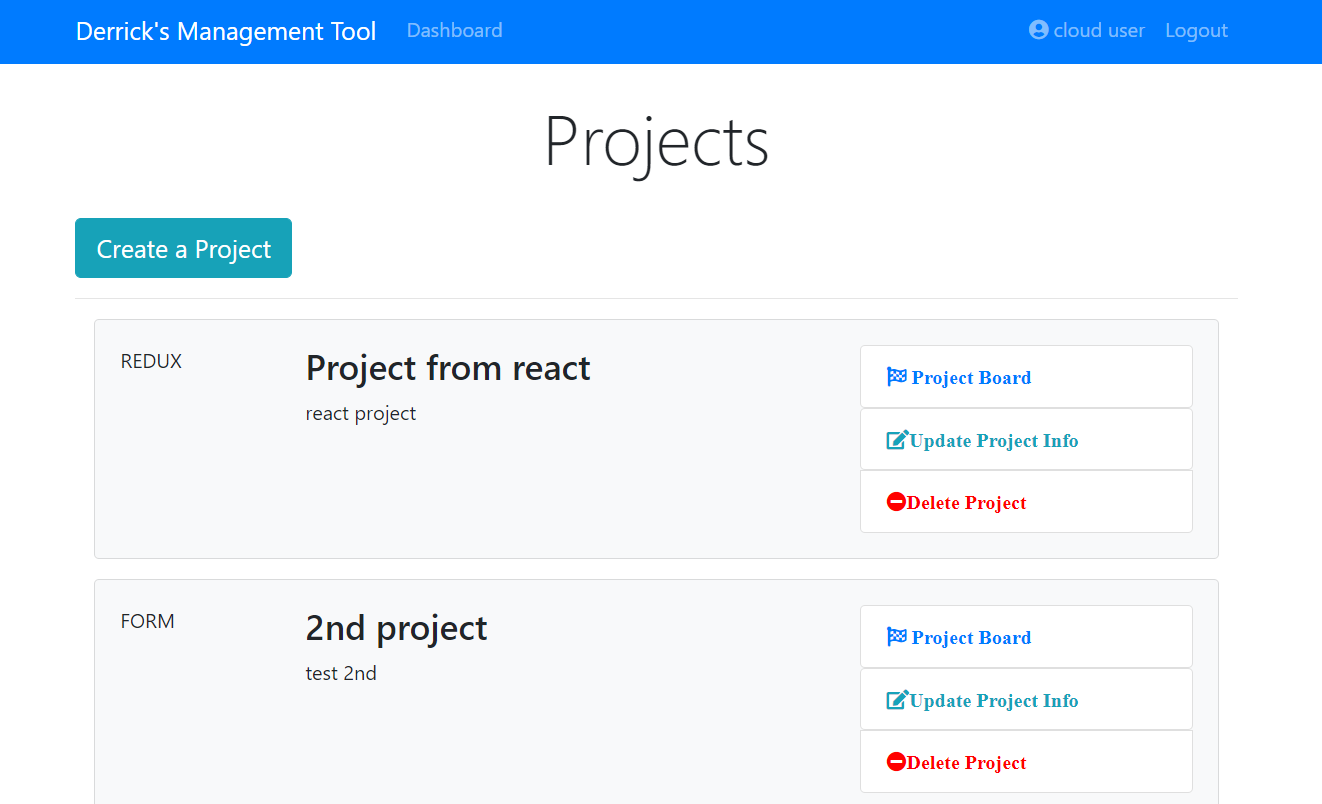 Derrick's Management Tool Dashboard cloud user Logout
Projects
Create a Project
REDUX
Project from react
react project
Project Board
Update Project Info
Delete Project
FORM
2nd project
test 2nd
Project Board
Update Project Info
Delete Project